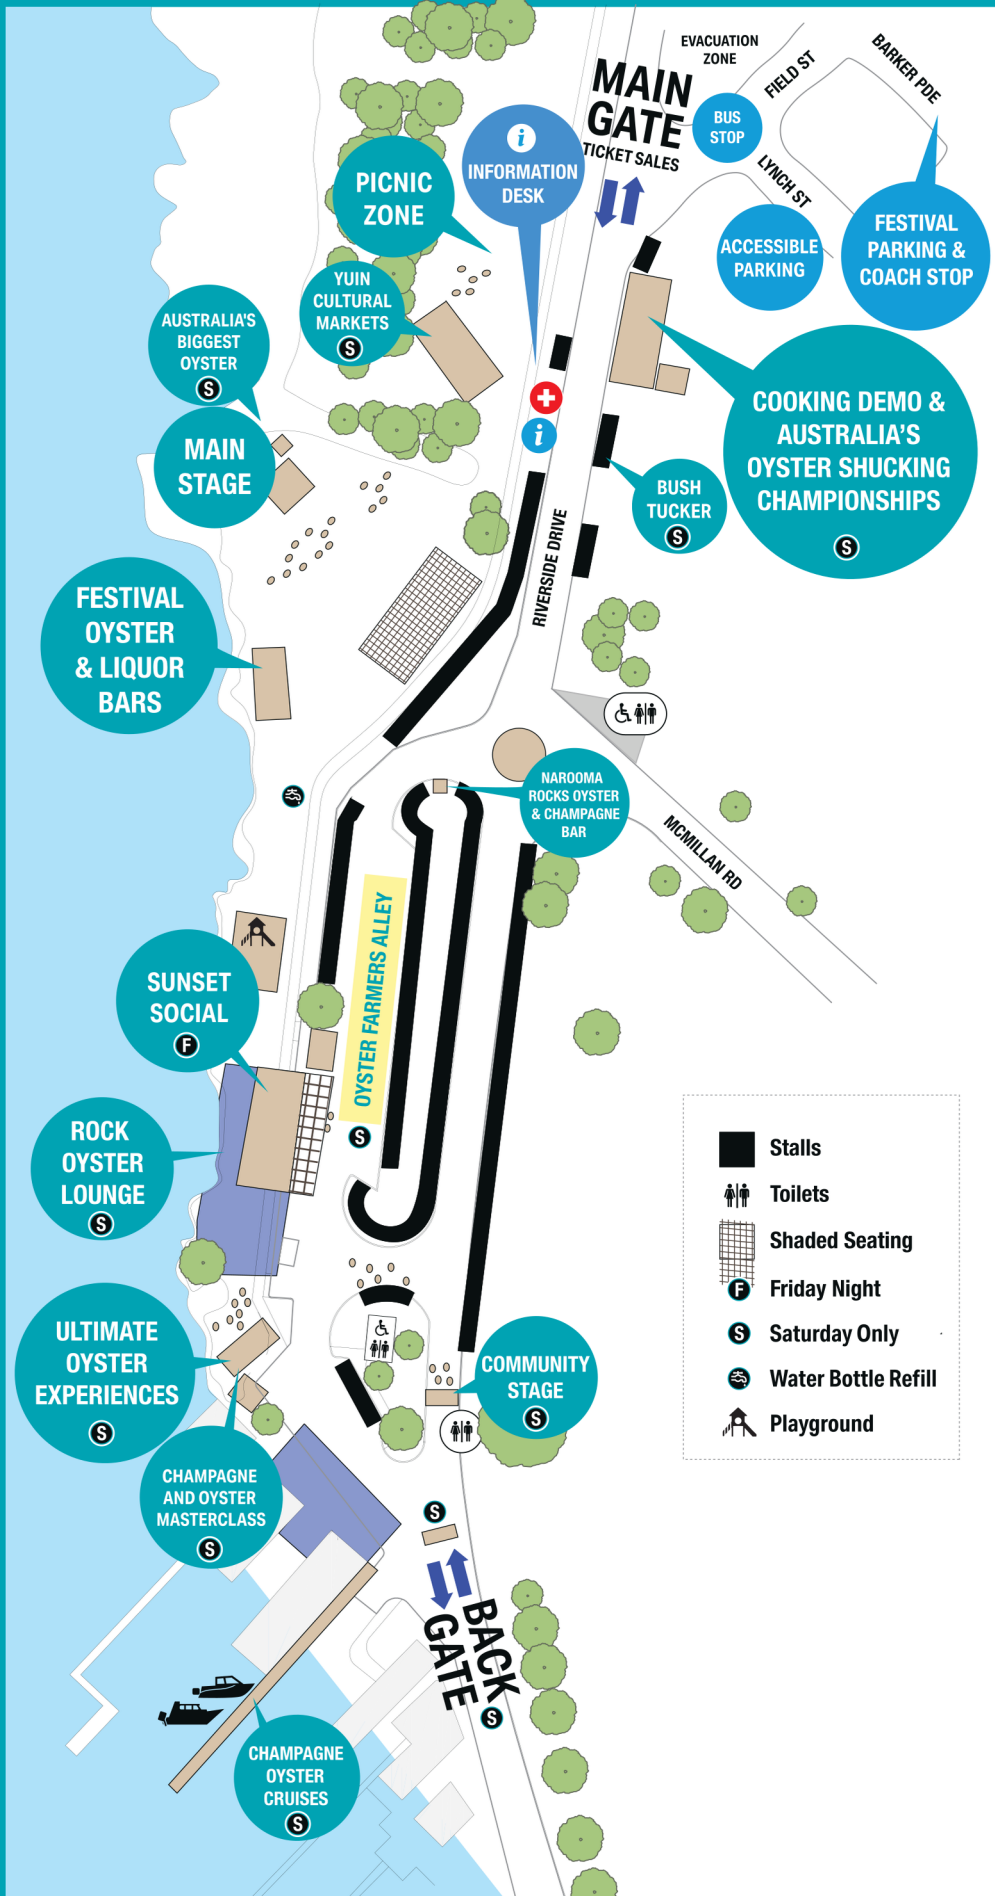 EVACUATION
ZONE
FIELD ST
BARKER PDE
MAIN
GATE
TICKET SALES
BUS
STOP
LYNCH ST
i
INFORMATION
DESK
PICNIC
ZONE
ACCESSIBLE
PARKING
FESTIVAL
PARKING &
COACH STOP
YUIN
CULTURAL
MARKETS
S
AUSTRALIA'S
BIGGEST
OYSTER
S
MAIN
STAGE
i
COOKING DEMO &
AUSTRALIA'S
OYSTER SHUCKING
CHAMPIONSHIPS
S
BUSH
TUCKER
S
RIVERSIDE DRIVE
FESTIVAL
OYSTER
& LIQUOR
BARS
NAROOMA
ROCKS OYSTER
& CHAMPAGNE
BAR
MCMILLAN RD
OYSTER FARMERS ALLEY
S
SUNSET
SOCIAL
F
ROCK
OYSTER
LOUNGE
S
Stalls
Toilets
Shaded Seating
F Friday Night
S Saturday Only
Water Bottle Refill
Playground
ULTIMATE
OYSTER
EXPERIENCES
S
COMMUNITY
STAGE
S
CHAMPAGNE
AND OYSTER
MASTERCLASS
S
S
BACK
GATE
S
CHAMPAGNE
OYSTER
CRUISES
S